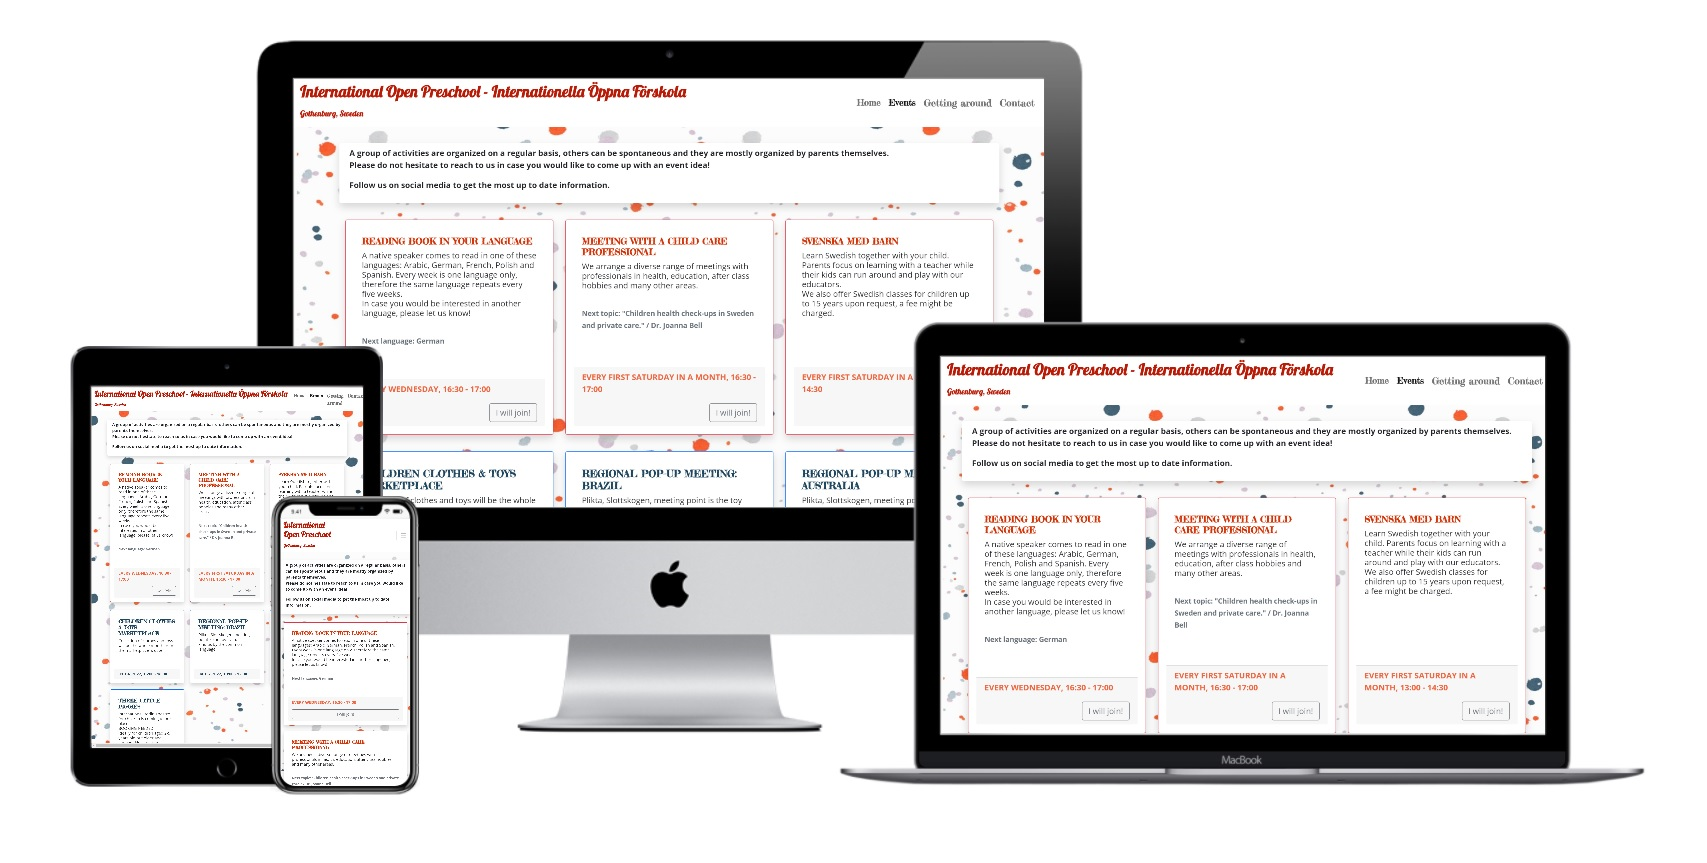 International Open Preschool - Internationella Öppna Förskola
Gothenburg, Sweden
Home Events Getting around Contact
A group of activities are organized on a regular basis, others can be spontaneous and they are mostly organized by parents themselves.
Please do not hesitate to reach to us in case you would like to come up with an event idea!
Follow us on social media to get the most up to date information.
READING BOOK IN YOUR LANGUAGE
A native speaker comes to read in one of these
languages: Arabic, German, French, Polish and
Spanish. Every week is one language only,
therefore the same language repeats every
five weeks.
In case you would be interested in another
language, please let us know!
Next language: German
WEDNESDAY, 16:30 - 17:00
I will join!
MEETING WITH A CHILD CARE
PROFESSIONAL
We arrange a diverse range of meetings with
professionals in health, education, after class
hobbies and many other areas.
Next topic: "Children health check-ups in Sweden
and private care." / Dr. Joanna Bell
EVERY FIRST SATURDAY IN A MONTH, 16:30 -
17:00
I will join!
SVENSKA MED BARN
Learn Swedish together with your child.
Parents focus on learning with a teacher while
their kids can run around and play with our
educators.
We also offer Swedish classes for children up
to 15 years upon request, a fee might be
charged.
EVERY FIRST SATURDAY IN A
14:30
CLOTHES & TOYS
clothes and toys will be the whole
REGIONAL POP-UP MEETING:
BRAZIL
Plikta, Slottskogen, meeting point is the toy
REGIONAL POP-UP M
AUSTRALIA
Plikta, Slottskogen, meeting po
International Open Preschool - Internationella Öppna Förskola
Gothenburg, Sweden
Home Events Getting around Contact
A group of activities are organized on a regular basis, others can be spontaneous and they are mostly organized by parents themselves.
Please do not hesitate to reach to us in case you would like to come up with an event idea!
Follow us on social media to get the most up to date information.
READING BOOK IN YOUR
LANGUAGE
A native speaker comes to read in one
of these languages: Arabic, German,
French, Polish and Spanish. Every
week is one language only, therefore
the same language repeats every five
weeks.
In case you would be interested in
another language, please let us know!
Next language: German
EVERY WEDNESDAY, 16:30 - 17:00
I will join!
MEETING WITH A CHILD
CARE PROFESSIONAL
We arrange a diverse range of
meetings with professionals in health,
education, after class hobbies and
many other areas.
Next topic: "Children health check-ups in
Sweden and private care." / Dr. Joanna
Bell
EVERY FIRST SATURDAY IN A
MONTH, 16:30 - 17:00
I will join!
SVENSKA MED BARN
Learn Swedish together with your
child. Parents focus on learning with a
teacher while their kids can run
around and play with our educators.
We also offer Swedish classes for
children up to 15 years upon request,
a fee might be charged.
EVERY FIRST SATURDAY IN A
MONTH, 13:00 - 14:30
I will join!
MacBook
International Open Preschool - Internationella Öppna Förskola
Gothenburg, Sweden
Home Events Getting around
International
Open Preschool
Gothenburg, Sweden